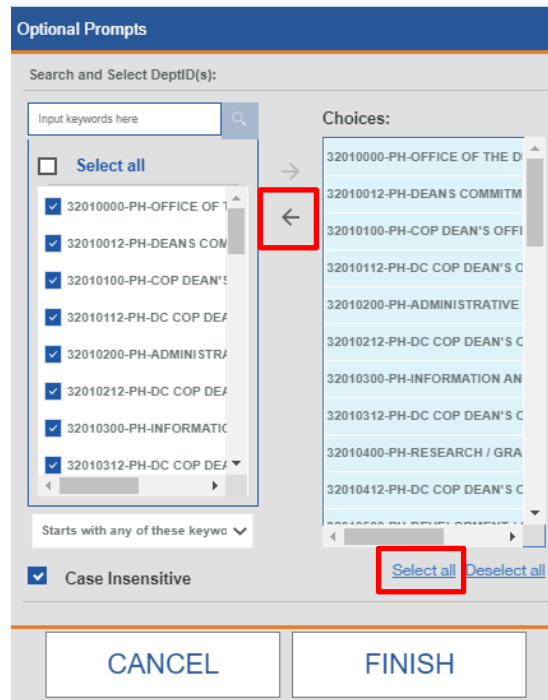 Optional Prompts
Search and Select DeptID(s):
Input keywords here
Select all
32010000-PH-OFFICE OF
32010012-PH-DEANS COM
32010100-PH-COP DEAN'S
32010112-PH-DC COP DEA
32010200-PH-ADMINISTRA
32010212-PH-DC COP DEA
32010300-PH-INFORMATIC
32010312-PH-DC COP DEA
Starts with any of these keywo
Case Insensitive
Choices:
32010000-PH-OFFICE OF THE D
32010012-PH-DEANS COMMITM
32010100-PH-COP DEAN'S OFFI
32010112-PH-DC COP DEAN'S
32010200-PH-ADMINISTRATIVE
32010212-PH-DC COP DEAN'S
32010300-PH-INFORMATION AN
32010312-PH-DC COP DEAN'S
32010400-PH-RESEARCH / GRA
32010412-PH-DC COP DEAN'S
Select all Deselect all
CANCEL FINISH